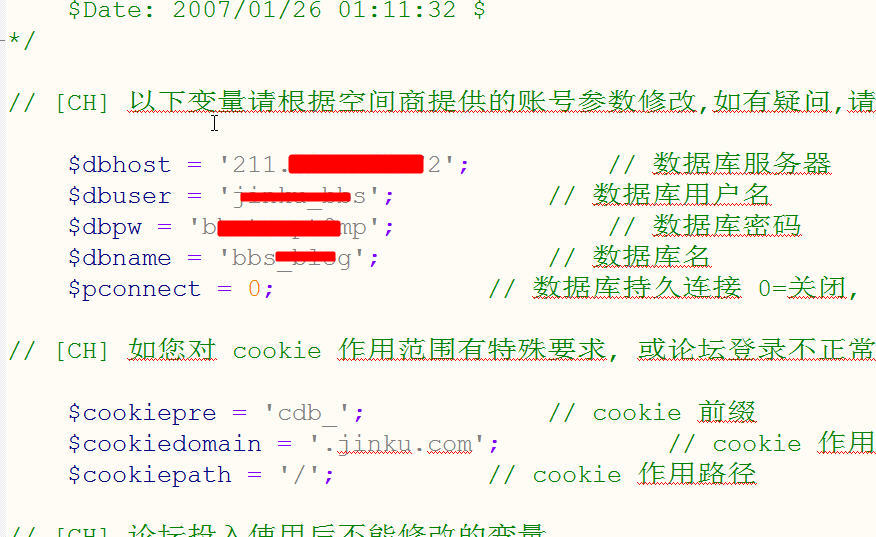 $Date: 2007/01/26 01:11:32 $
*/
// [CH] 以下变量请根据空间商提供的账号参数修改,如有疑问,请
$dbhost = '211. 2'; // 数据库服务器
$dbuser = ' s'; // 数据库用户名
$dbpw = 'b mp'; // 数据库密码
$dbname = 'bbs_ g'; // 数据库名
$pconnect = 0; // 数据库持久连接 0=关闭,
// [CH] 如您对 cookie 作用范围有特殊要求, 或论坛登录不正常
$cookiepre = 'cdb_'; // cookie 前缀
$cookiedomain = '.jinku.com'; // cookie 作用
$cookiepath = '/'; // cookie 作用路径
// [CH] 论坛投入使用后不能修改的变量